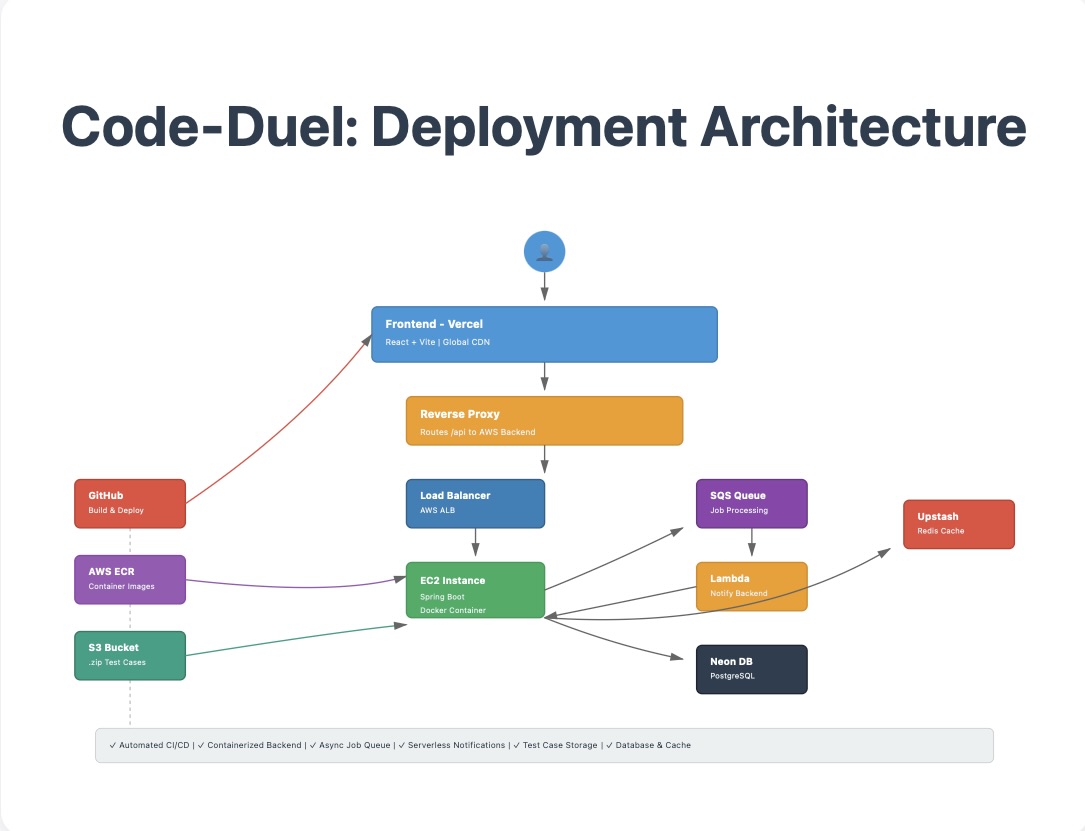 Code-Duel: Deployment Architecture
Frontend - Vercel
React + Vite | Global CDN
Reverse Proxy
Routes /api to AWS Backend
GitHub
Build & Deploy
Load Balancer
AWS ALB
SQS Queue
Job Processing
Upstash
Redis Cache
AWS ECR
Container Images
EC2 Instance
Spring Boot
Docker Container
Lambda
Notify Backend
S3 Bucket
.zip Test Cases
Neon DB
PostgreSQL
✓ Automated CI/CD | ✓ Containerized Backend | ✓ Async Job Queue | ✓ Serverless Notifications | ✓ Test Case Storage | ✓ Database & Cache